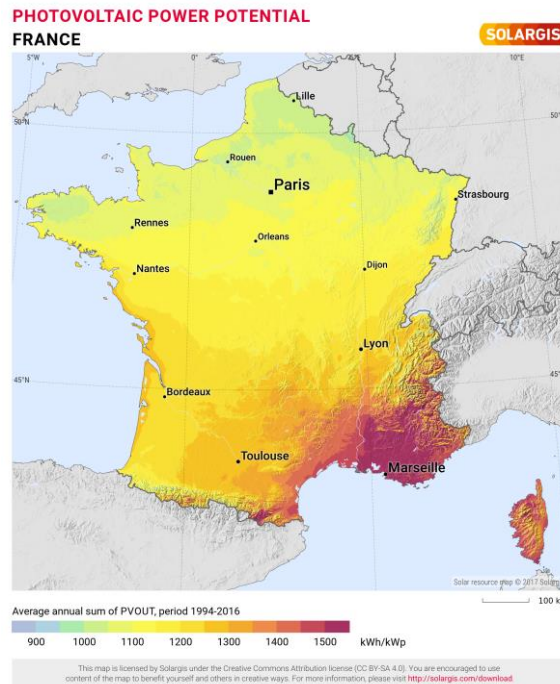 PHOTOVOLTAIC POWER POTENTIAL
FRANCE
SOLARGIS
5°W
0°
10°E
50°N
50°
Lille
Rouen
Paris
Strasbourg
Rennes
Orleans
Nantes
Dijon
Lyon
45°N
45°
Bordeaux
Toulouse
Marseille
Solar resource map © 2017 Solargis
100 k
Average annual sum of PVOUT, period 1994-2016
900 1000 1100 1200 1300 1400 1500 kWh/kWp
This map is licensed by Solargis under the Creative Commons Attribution license (CC BY-SA 4.0). You are encouraged to use
content of the map to benefit yourself and others in creative ways. For more information, please visit http://solargis.com/download.